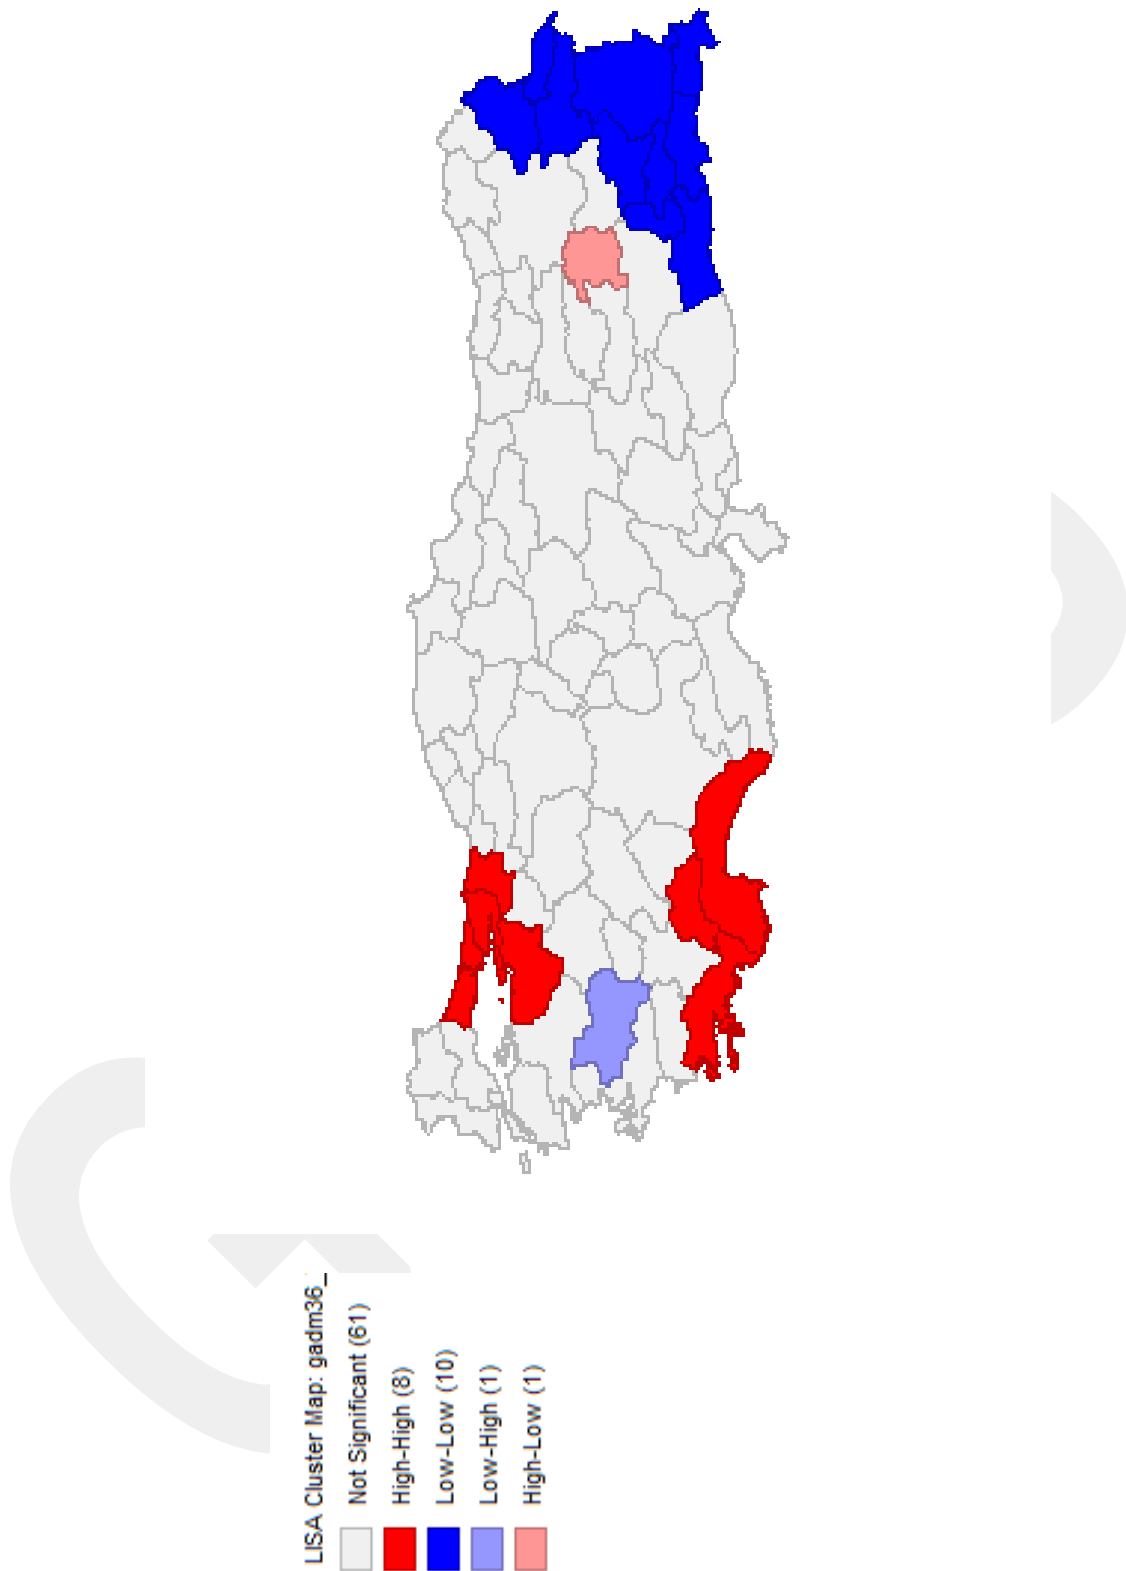 LISA Cluster Map: gadm36_
Not Significant (61)
High-High (8)
Low-Low (10)
Low-High (1)
High-Low (1)